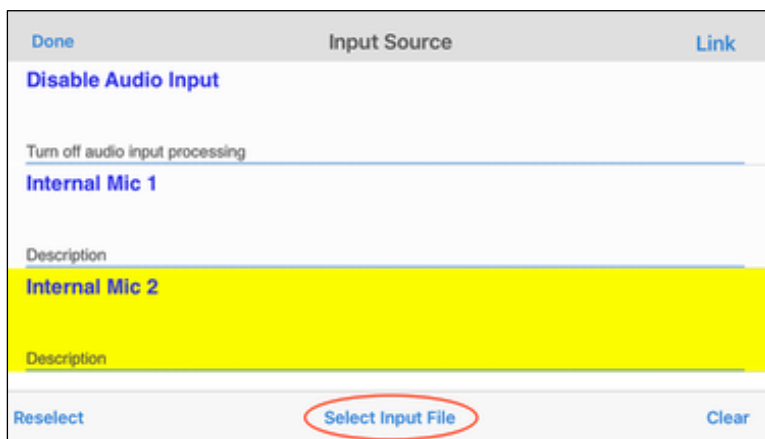 Done Input Source Link
Disable Audio Input
Turn off audio input processing
Internal Mic 1
Description
Internal Mic 2
Description
Reselect Select Input File Clear